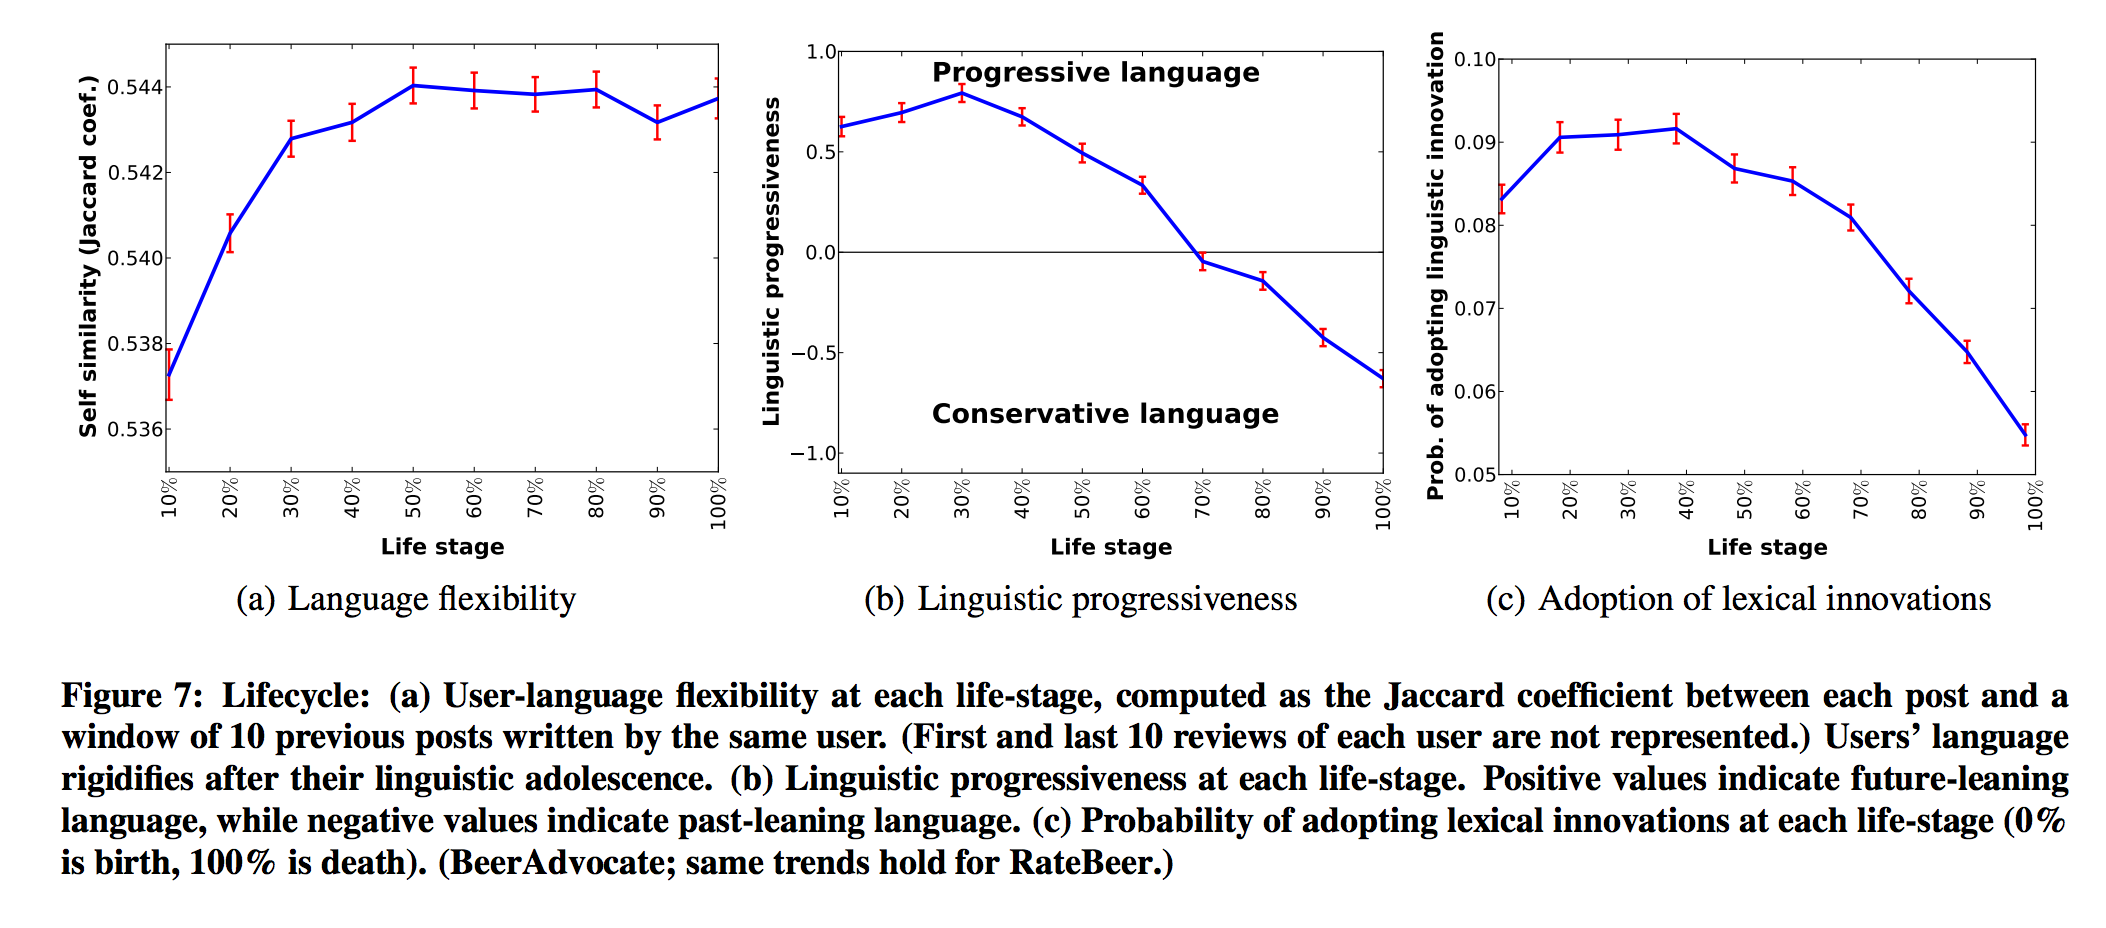 Self similarity (Jaccard coef.)
0.544
0.542
0.540
0.538
0.536
10%
20%
30%
40%
50%
60%
70%
80%
90%
100%
Life stage
(a) Language flexibility
Linguistic progressiveness
1.0
0.5
0.0
−0.5
−1.0
Progressive language
Conservative language
10%
20%
30%
40%
50%
60%
70%
80%
90%
100%
Life stage
(b) Linguistic progressiveness
Prob. of adopting linguistic innovation
0.10
0.09
0.08
0.07
0.06
0.05
10%
20%
30%
40%
50%
60%
70%
80%
90%
100%
Life stage
(c) Adoption of lexical innovations
Figure 7: Lifecycle: (a) User-language flexibility at each life-stage, computed as the Jaccard coefficient between each post and a
window of 10 previous posts written by the same user. (First and last 10 reviews of each user are not represented.) Users’ language
rigidifies after their linguistic adolescence. (b) Linguistic progressiveness at each life-stage. Positive values indicate future-leaning
language, while negative values indicate past-leaning language. (c) Probability of adopting lexical innovations at each life-stage (0%
is birth, 100% is death). (BeerAdvocate; same trends hold for RateBeer.)